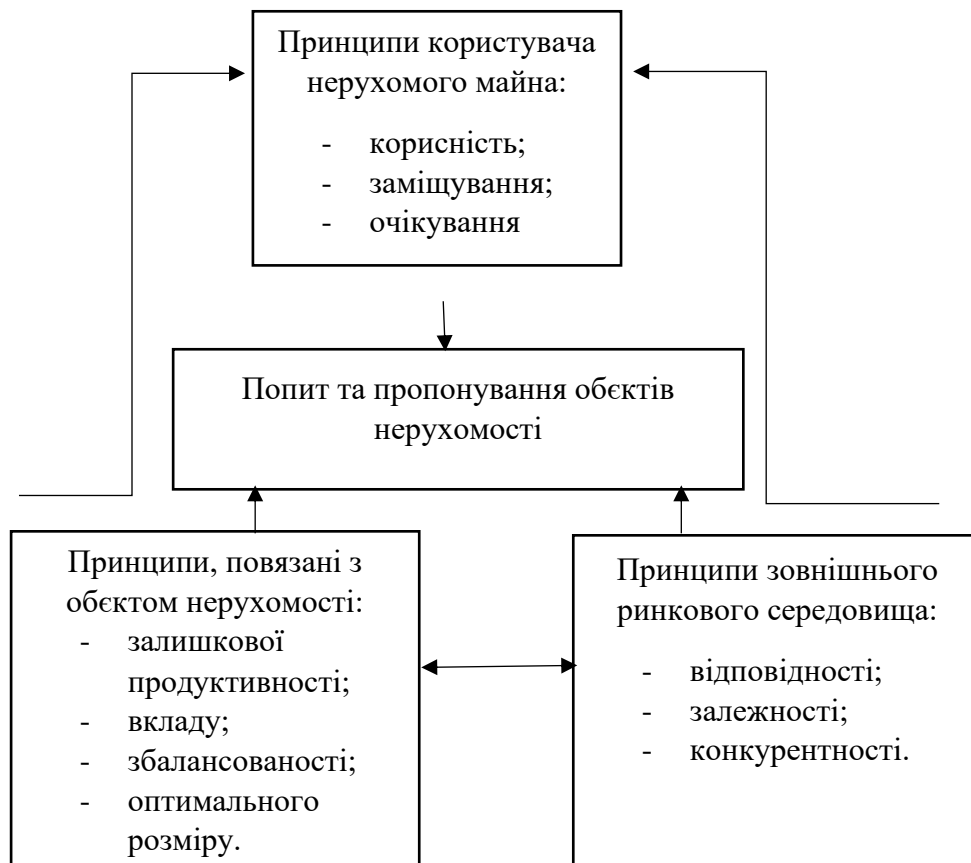 Принципи користувача
нерухомого майна:
- корисність;
- заміщування;
- очікування
Попит та пропонування обєктів
нерухомості
Принципи, повязані з
обєктом нерухомості:
- залишкової
продуктивності;
- вкладу;
- збалансованості;
- оптимального
розміру.
Принципи зовнішнього
ринкового середовища:
- відповідності;
- залежності;
- конкурентності.